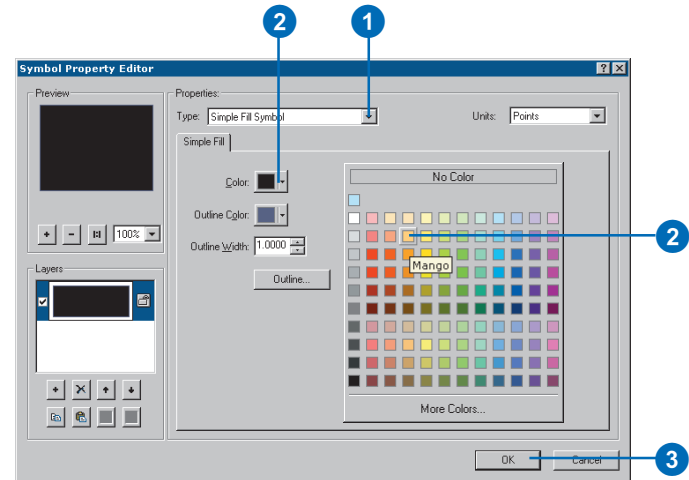 2 1
Symbol Property Editor
Preview
Properties:
Type: Simple Fill Symbol
Units: Points
Simple Fill
Color:
No Color
Outline Color:
100%
Outline Width: 1.0000
2
Mango
Layers
Outline...
More Colors...
OK
Cancel
3